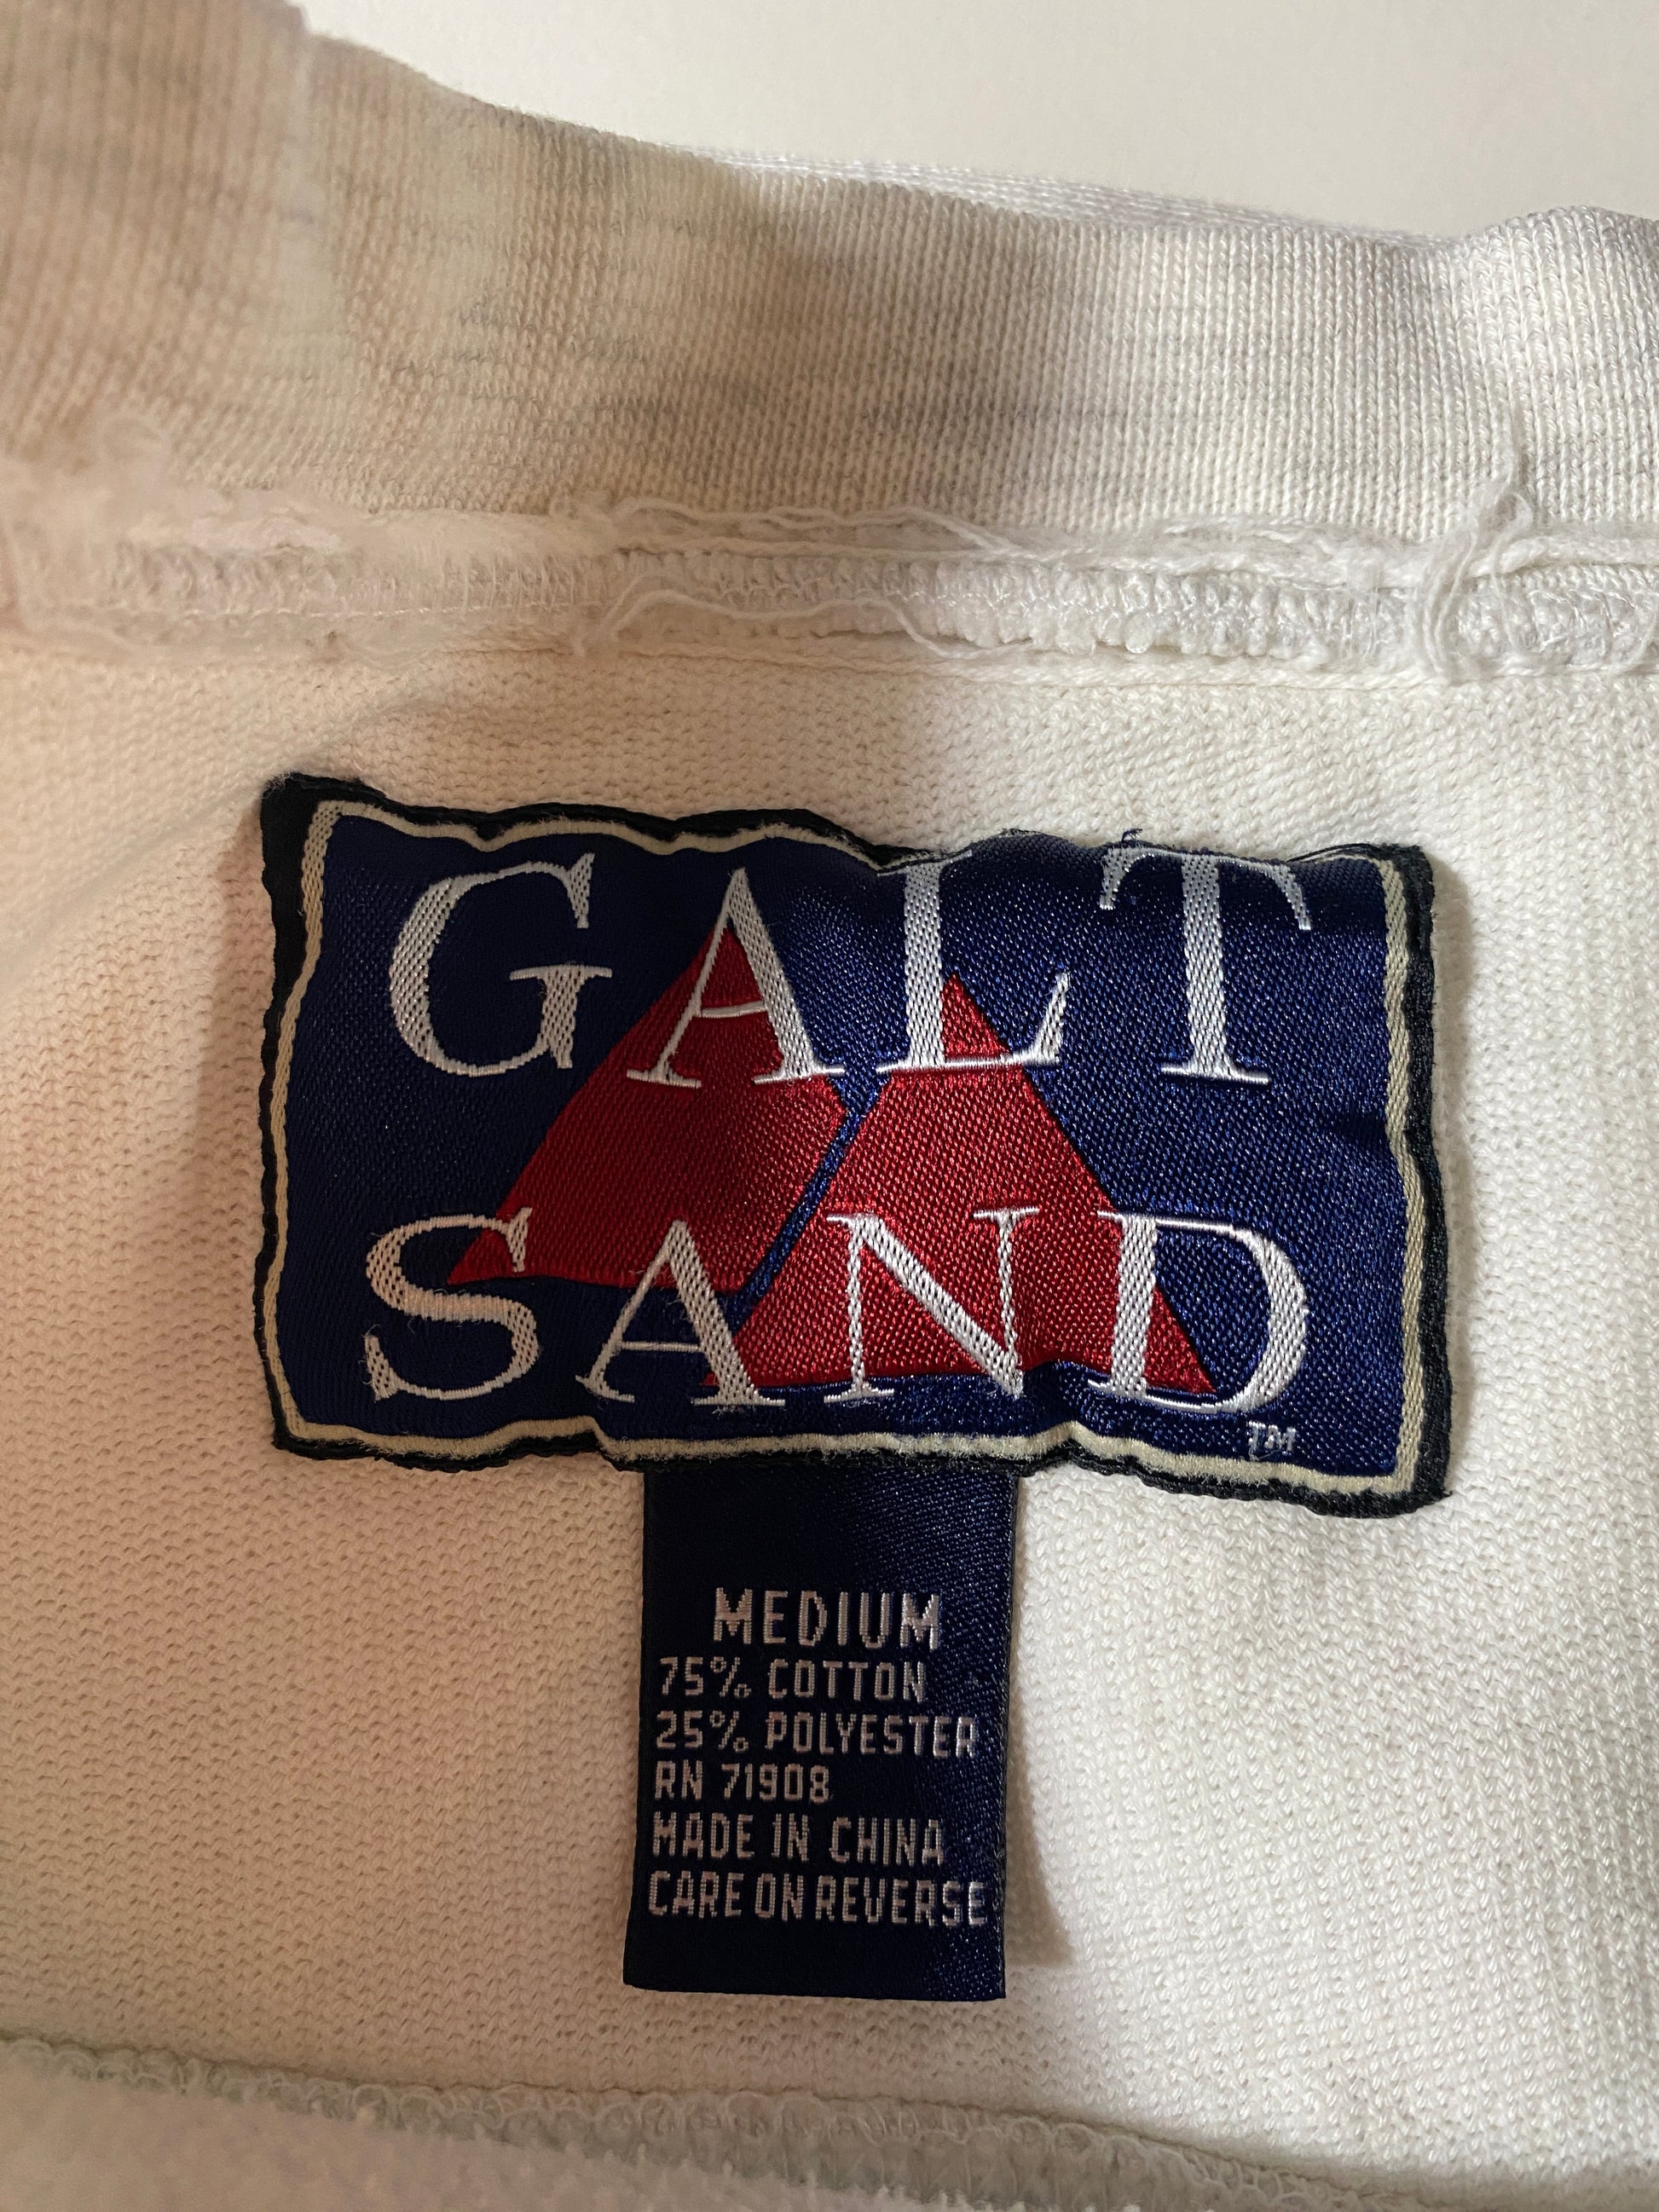 GALT
SAND
TM
MEDIUM
75% COTTON
25% POLYESTER
RN 71908
MADE IN CHINA
CARE ON REVERSE